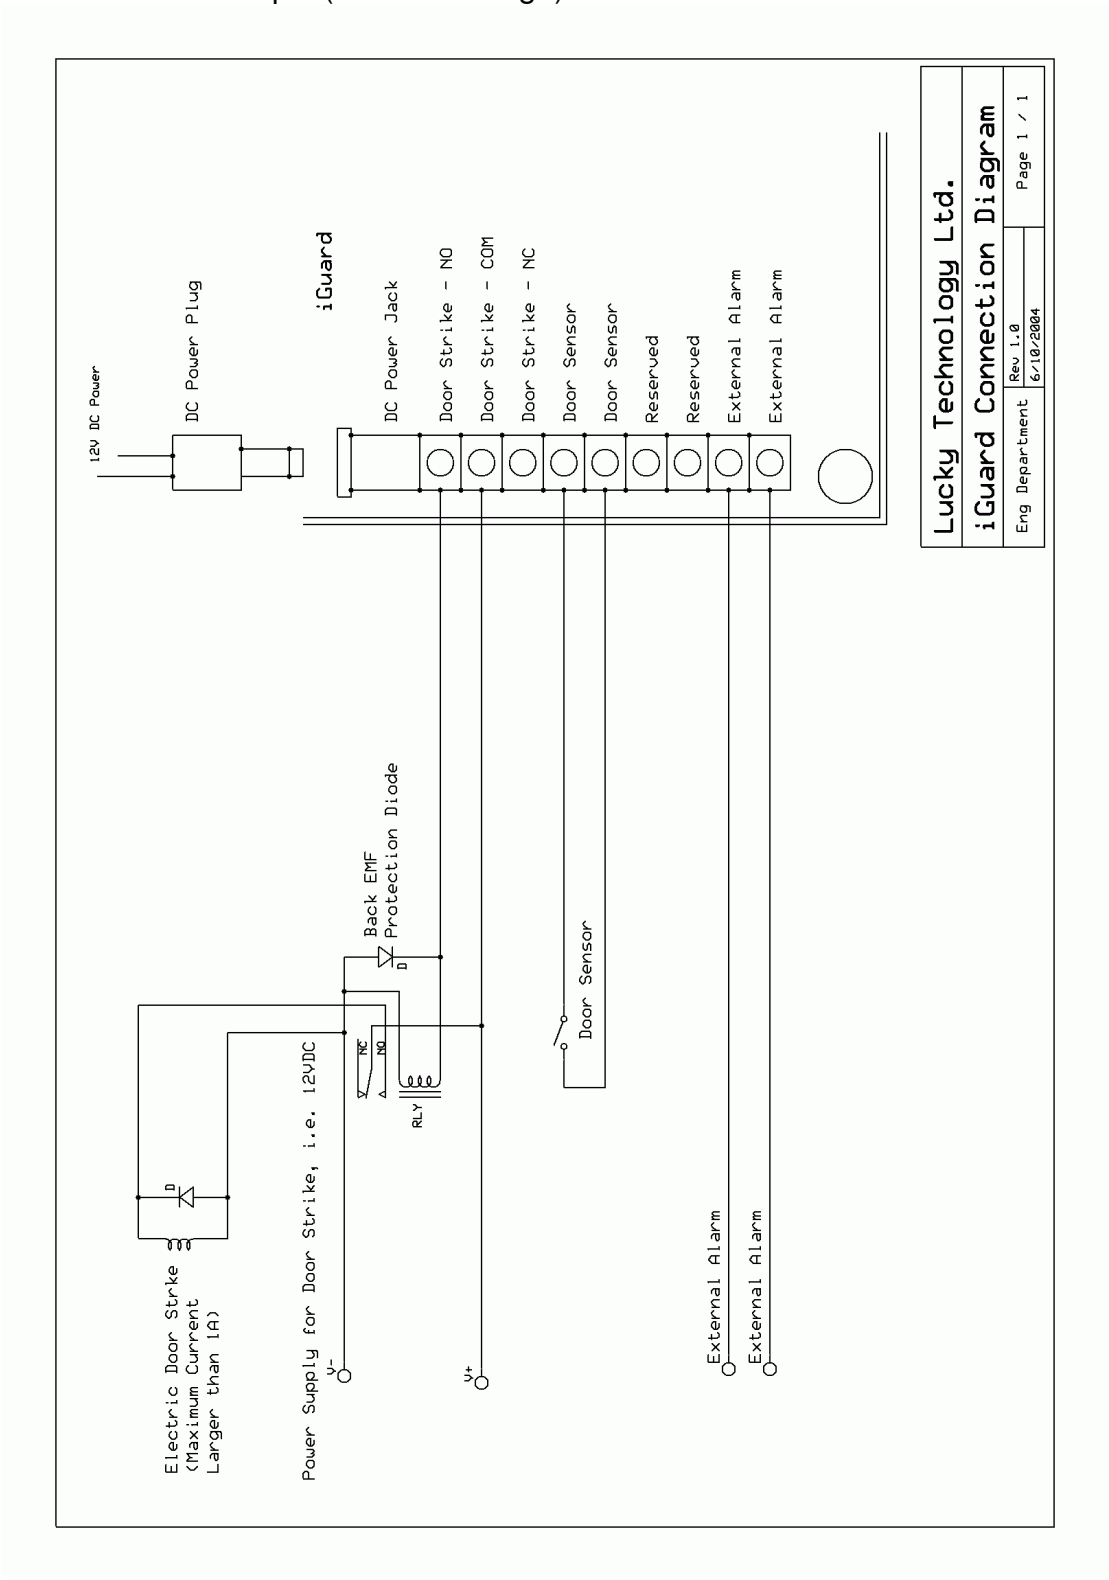 12V DC Power
DC Power Plug
iGuard
DC Power Jack
Door Strike - NO
Door Strike - COM
Door Strike - NC
Door Sensor
Door Sensor
Reserved
Reserved
External Alarm
External Alarm
Back EMF
Protection Diode
D
NC
NO
RLY
Door Sensor
D
Electric Door Strke
(Maximum Current
Larger than 1A)
Power Supply for Door Strike, i.e. 12VDC
V-
V+
External Alarm
External Alarm
Lucky Technology Ltd.
iGuard Connection Diagram
Eng Department
Rev 1.0
6/10/2004
Page 1 / 1